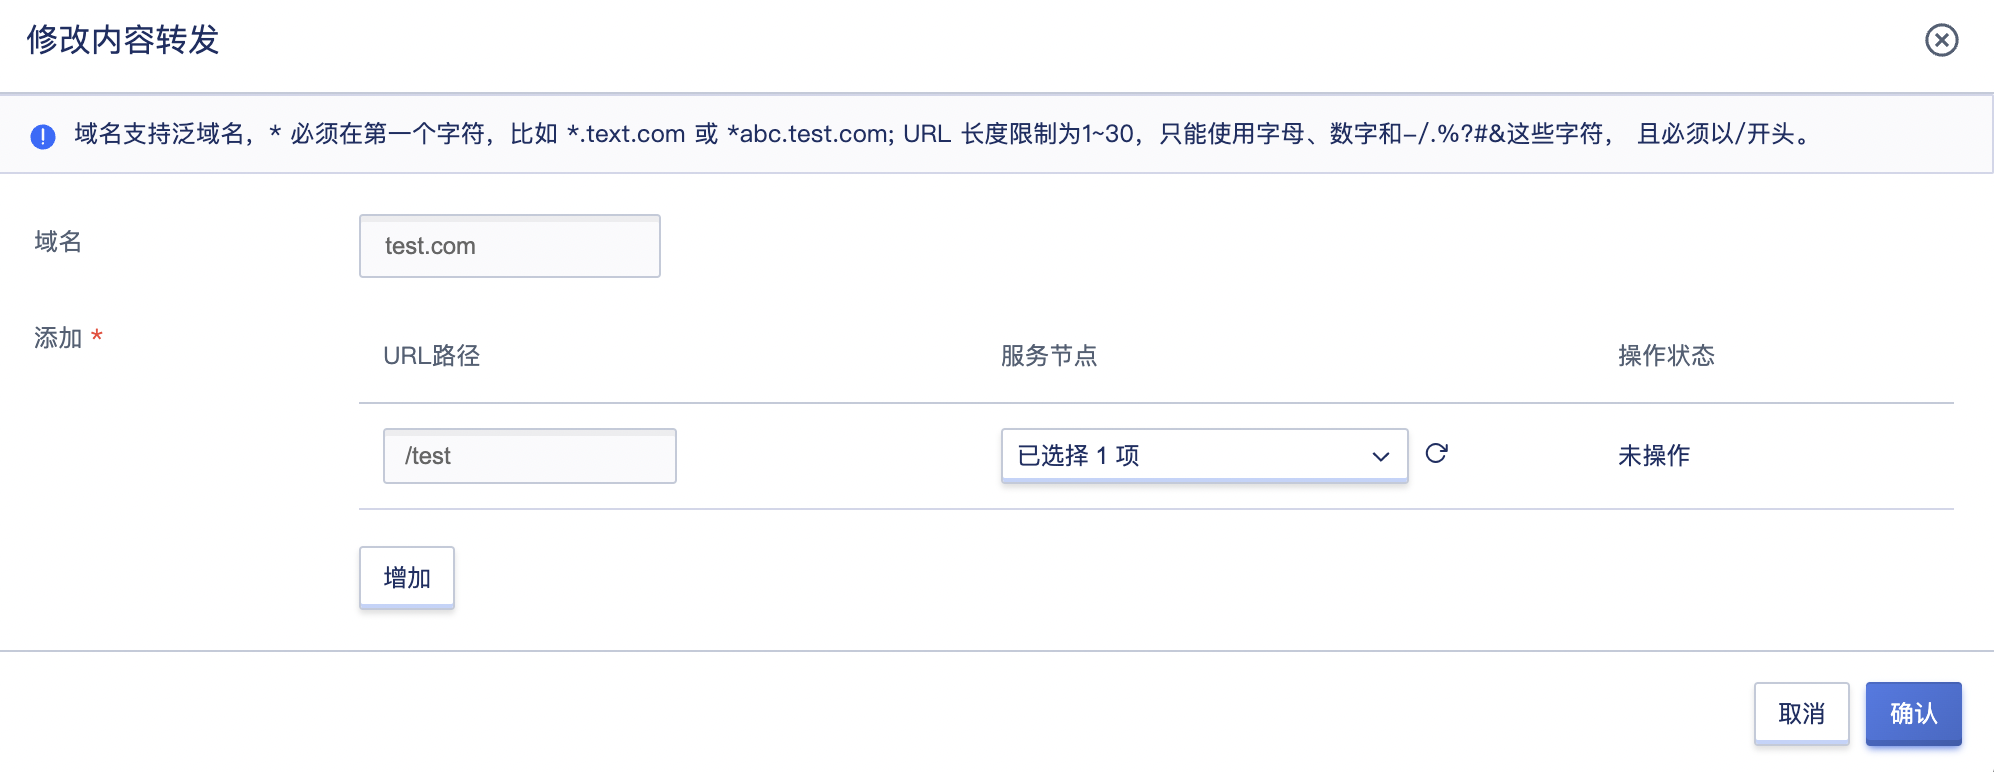 修改内容转发
域名支持泛域名，* 必须在第一个字符，比如 *.text.com 或 *abc.test.com; URL 长度限制为1~30，只能使用字母、数字和-/.%?#&这些字符， 且必须以/开头。
域名
test.com
添加 *
URL路径 服务节点 操作状态
/test 已选择 1 项 未操作
增加
取消 确认